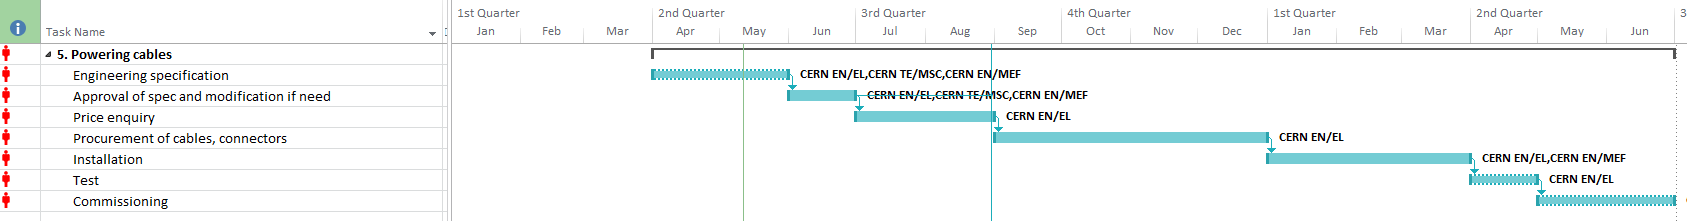 1st Quarter 2nd Quarter 3rd Quarter 4th Quarter 1st Quarter 2nd Quarter 3
Task Name Jan Feb Mar Apr May Jun Jul Aug Sep Oct Nov Dec Jan Feb Mar Apr May Jun
5. Powering cables
Engineering specification CERN EN/EL,CERN TE/MSC,CERN EN/MEF
Approval of spec and modification if need CERN EN/EL,CERN TE/MSC,CERN EN/MEF
Price enquiry CERN EN/EL
Procurement of cables, connectors CERN EN/EL
Installation CERN EN/EL,CERN EN/MEF
Test CERN EN/EL
Commissioning